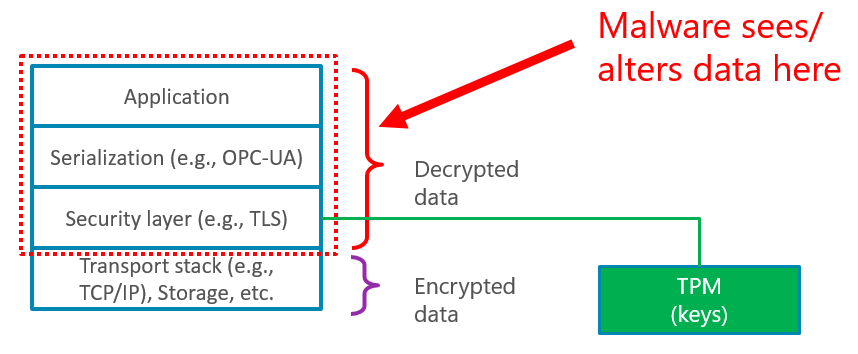 Malware sees/
alters data here
Application
Serialization (e.g., OPC-UA)
Security layer (e.g., TLS)
Transport stack (e.g.,
TCP/IP), Storage, etc.
Decrypted
data
Encrypted
data
TPM
(keys)